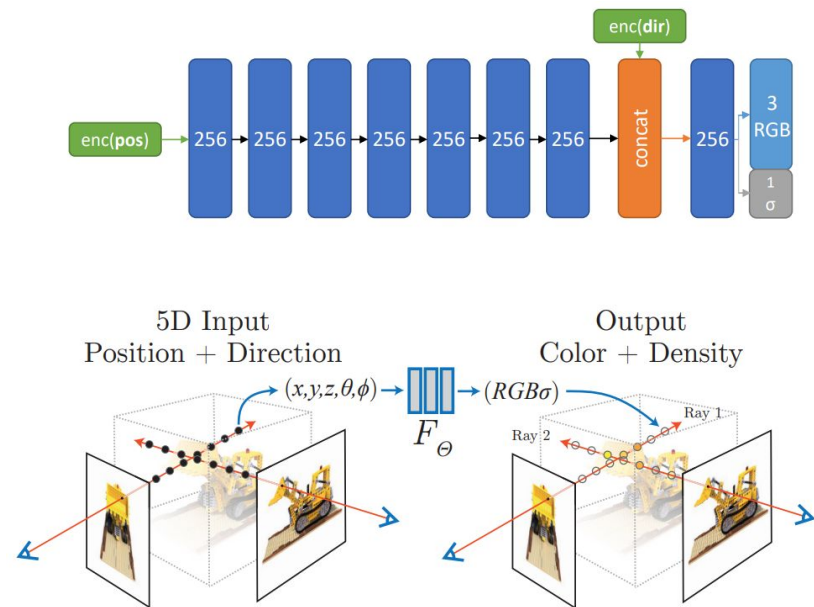 enc(dir)
enc(pos)
256
256
256
256
256
256
256
concat
256
3
RGB
1
σ
5D Input
Position + Direction
Output
Color + Density
(x,y,z,θ,ϕ)
F_Θ
(RGBσ)
Ray 1
Ray 2